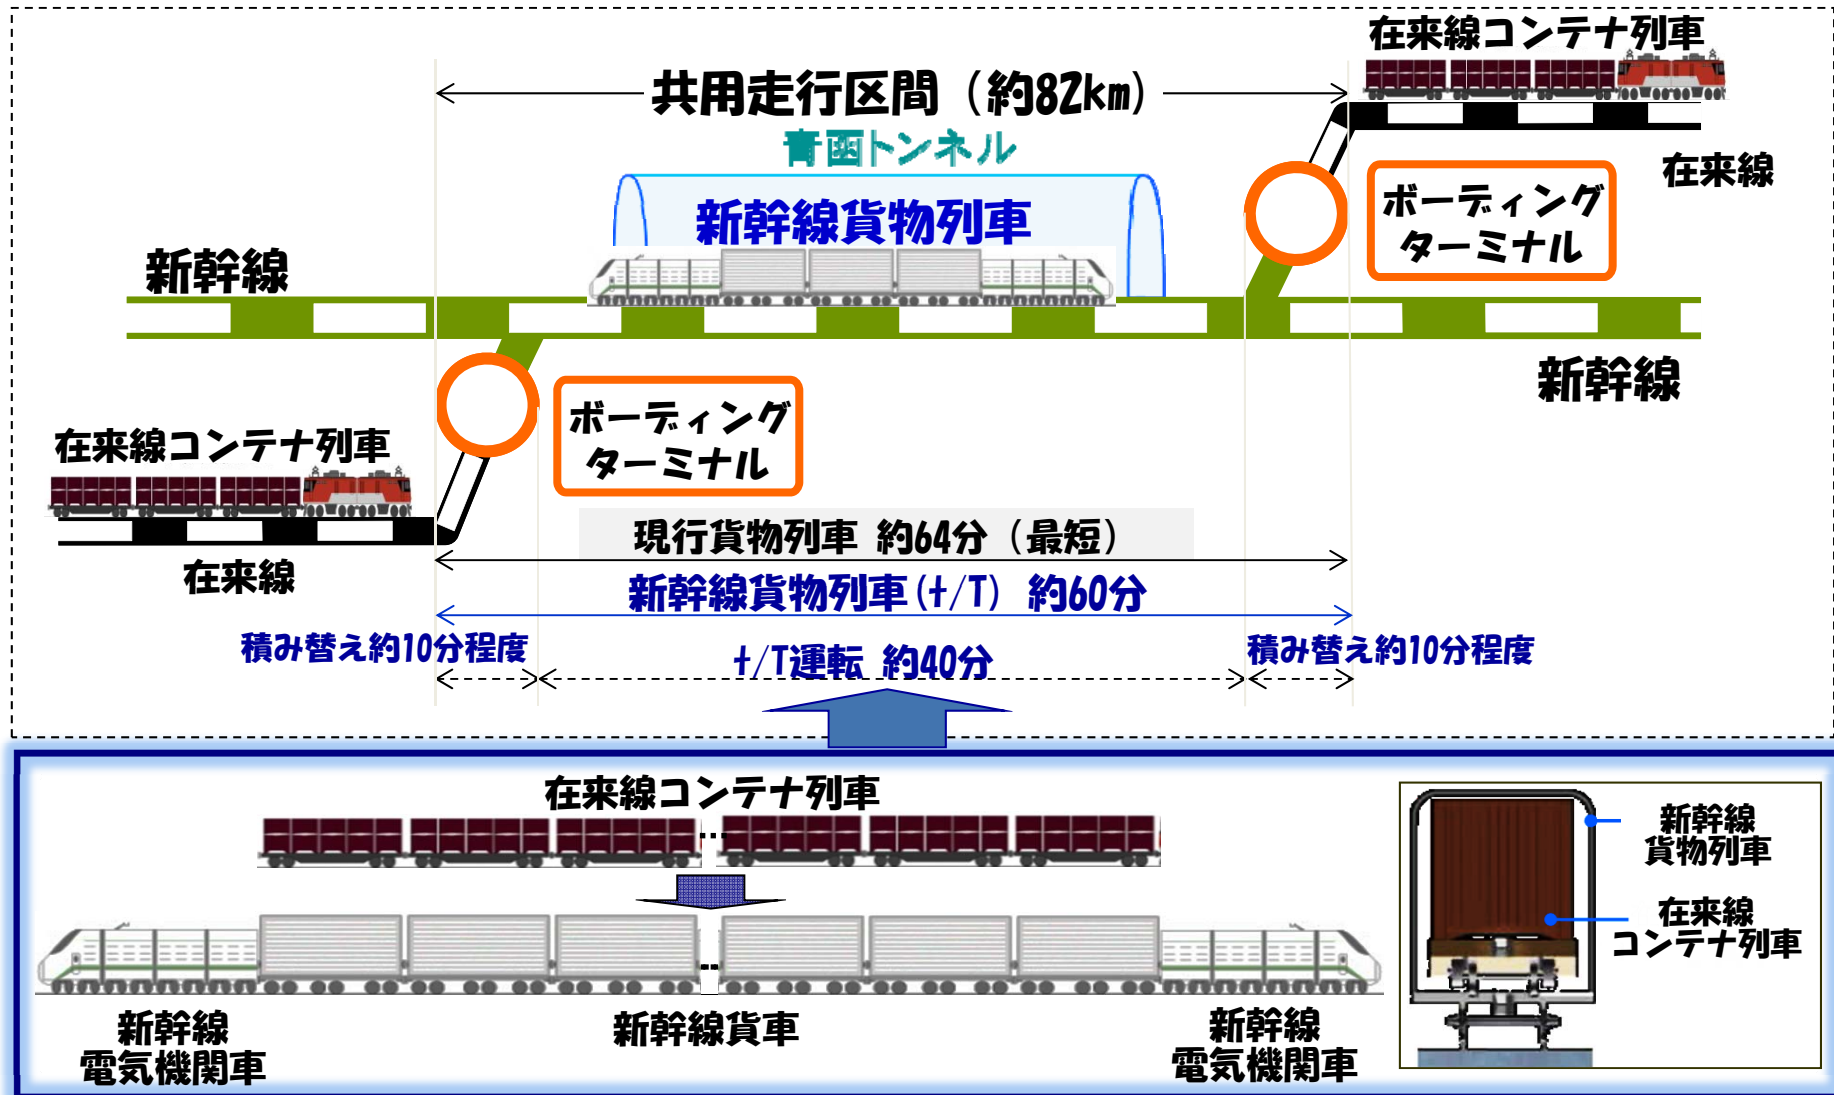 在来線コンテナ列車
共用走行区間（約82km）
青函トンネル
在来線
新幹線貨物列車
ボーディング
ターミナル
新幹線
新幹線
ボーディング
ターミナル
在来線コンテナ列車
現行貨物列車 約64分（最短）
在来線
新幹線貨物列車(t/T) 約60分
積み替え約10分程度
t/T運転 約40分
積み替え約10分程度
在来線コンテナ列車
新幹線
貨物列車
在来線
コンテナ列車
新幹線
電気機関車
新幹線貨車
新幹線
電気機関車